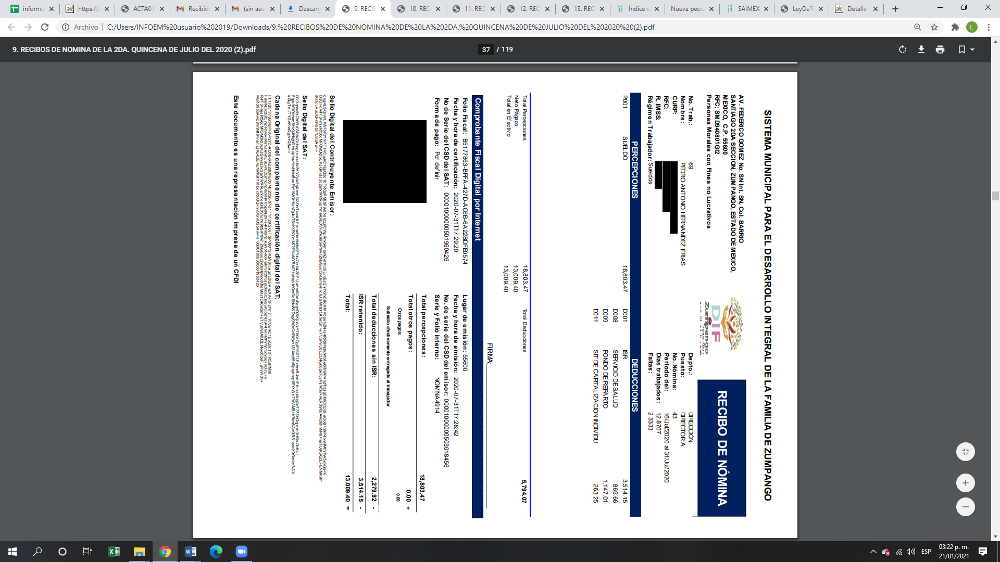 informe
https://s
ACTA01
Recibido
(sin asu
Descarg
9. RECIE
10. RECI
11. REC
12. REC
13. REC
Índice d
Nueva pesta
SAIMEX
LeyDeTr
Detalle
Archivo
C:/Users/INFOEM%20usuario%202019/Downloads/9.%20RECIBOS%20DE%20NOMINA%20DE%20LA%202DA.%20QUINCENA%20DE%20JULIO%20DEL%202020%20(2).pdf
L
9. RECIBOS DE NOMINA DE LA 2DA. QUINCENA DE JULIO DEL 2020 (2).pdf
37 / 119
SISTEMA MUNICIPAL PARA EL DESARROLLO INTEGRAL DE LA FAMILIA DE ZUMPANGO
AV. FEDERICO GOMEZ No. SN Int. SN, Col. BARRIO
SANTIAGO 2DA SECCION, ZUMPANGO, ESTADO DE MEXICO,
MEXICO, C.P. 55600
RFC: SMD940801GI2
Personas Morales con Fines no Lucrativos
DIF
Zumpango
RECIBO DE NÓMINA
No. Trab.: 69
Nombre: PEDRO ANTONIO HERNANDEZ FRIAS
CURP:
RFC:
R. IMSS:
Régimen Trabajador: Sueldos
Depto.: DIRECCIÓN
Puesto: DIRECTOR A
No. Nómina: 43
Periodo del: 16/Jul/2020 al 31/Jul/2020
Días trabajados: 12.8767
Faltas: 2.3333
PERCEPCIONES DEDUCCIONES
P001 SUELDO 18,803.47
D001 ISR 3,514.15
D008 SERVICIO DE SALUD 869.66
D009 FONDO DE REPARTO 1,147.01
D011 SIT DE CAPITALIZACION INDIVIDU 263.25
Total Percepciones 18,803.47 Total Deducciones 5,794.07
Neto Pagado 13,009.40
Total en Efectivo 13,009.40
FIRMA:
Comprobante Fiscal Digital por Internet
Folio Fiscal: B5177863-BFFA-427D-AC6B-6A22BDFE0574
Fecha y hora de certificación: 2020-07-31T17:29:20
No de Serie del CSD del SAT: 00001000000501960426
Forma de pago: Por definir
Lugar de emisión: 55600
Fecha y hora de emisión: 2020-07-31T17:28:42
No. de serie del CSD del emisor: 00001000000503018456
Serie y Folio interno: NOMINA4914
Total percepciones: 18,803.47
Total otros pagos: 0.00 +
Otros pagos:
Subsidio efectivamente entregado al trabajador 0.00
Total deducciones sin ISR: 2,279.92 -
ISR retenido: 3,514.15 -
Total: 13,009.40 =
Sello Digital del Contribuyente Emisor:
Sello Digital del SAT:
Cadena Original del complemento de certificación digital del SAT:
Este documento es una representación impresa de un CFDI
ESP
03:22 p. m.
21/01/2021